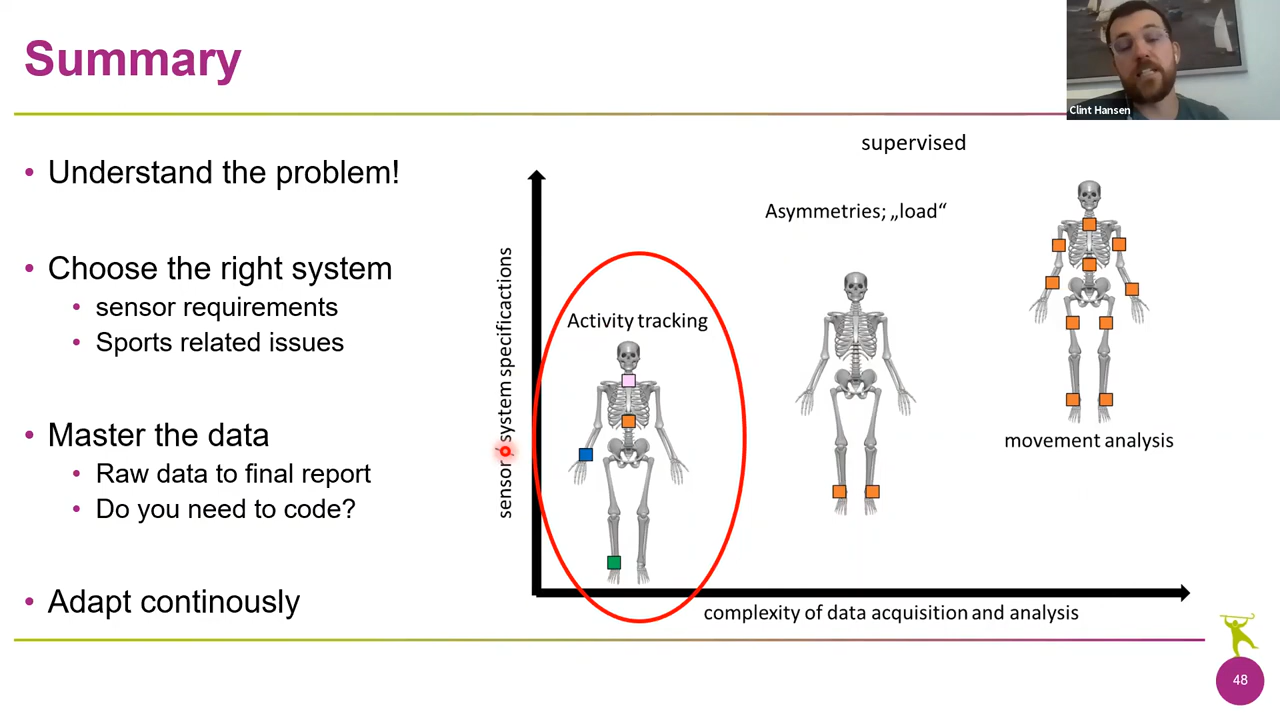 Summary
Clint Hansen
• Understand the problem!
• Choose the right system
• sensor requirements
• Sports related issues
• Master the data
• Raw data to final report
• Do you need to code?
• Adapt continously
supervised
Asymmetries; „load“
Activity tracking
movement analysis
sensor / system specificactions
complexity of data acquisition and analysis
48